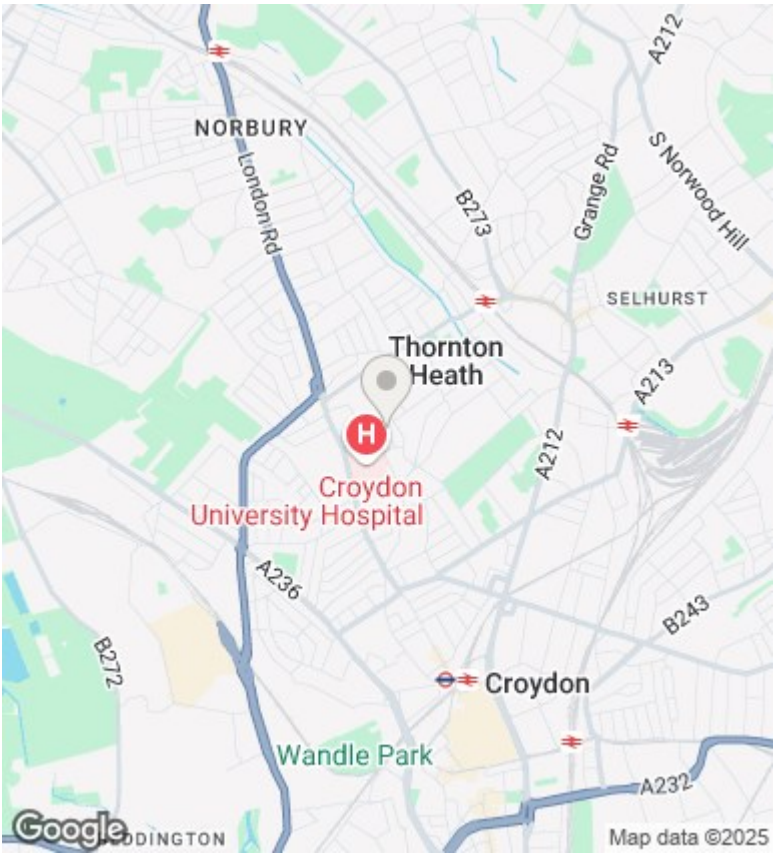 A212
NORBURY
London Rd
B273
Grange Rd
S Norwood Hill
SELHURST
Thornton
Heath
A213
H
Croydon
University Hospital
A212
A236
B243
B272
Croydon
Wandle Park
A232
Google
DDINGTON
Map data ©2025